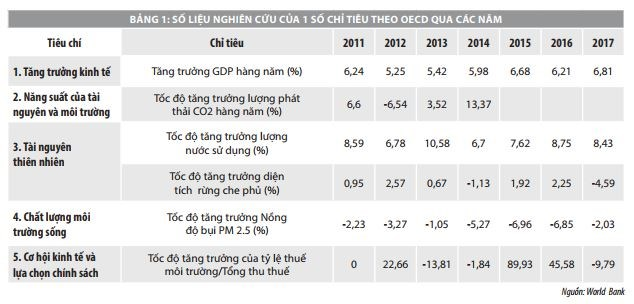 BẢNG 1: SỐ LIỆU NGHIÊN CỨU CỦA 1 SỐ CHỈ TIÊU THEO OECD QUA CÁC NĂM
Tiêu chí Chỉ tiêu 2011 2012 2013 2014 2015 2016 2017
1. Tăng trưởng kinh tế Tăng trưởng GDP hàng năm (%) 6,24 5,25 5,42 5,98 6,68 6,21 6,81
2. Năng suất của tài
nguyên và môi trường
Tốc độ tăng trưởng lượng phát
thải CO2 hàng năm (%)
6,6 -6,54 3,52 13,37
3. Tài nguyên
thiên nhiên
Tốc độ tăng trưởng lượng
nước sử dụng (%)
8,59 6,78 10,58 6,7 7,62 8,75 8,43
Tốc độ tăng trưởng diện
tích rừng che phủ (%)
0,95 2,57 0,67 -1,13 1,92 2,25 -4,59
4. Chất lượng môi
trường sống
Tốc độ tăng trưởng Nồng
độ bụi PM 2.5 (%)
-2,23 -3,27 -1,05 -5,27 -6,96 -6,85 -2,03
5. Cơ hội kinh tế và
lựa chọn chính sách
Tốc độ tăng trưởng của tỷ lệ thuế
môi trường/Tổng thu thuế
0 22,66 -13,81 -1,84 89,93 45,58 -9,79
Nguồn: World Bank